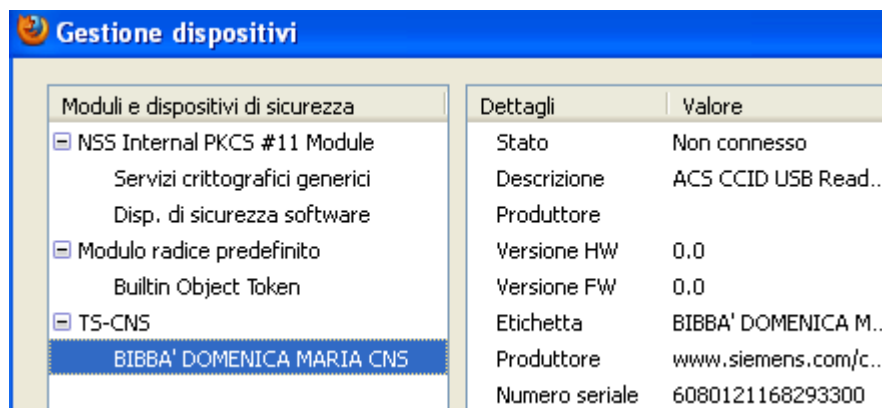 Gestione dispositivi
Moduli e dispositivi di sicurezza
Dettagli Valore
NSS Internal PKCS #11 Module
Stato Non connesso
Servizi crittografici generici
Descrizione ACS CCID USB Read...
Disp. di sicurezza software
Produttore
Modulo radice predefinito
Versione HW 0.0
Builtin Object Token
Versione FW 0.0
TS-CNS
Etichetta BIBBA' DOMENICA M...
BIBBA' DOMENICA MARIA CNS
Produttore www.siemens.com/c...
Numero seriale 6080121168293300